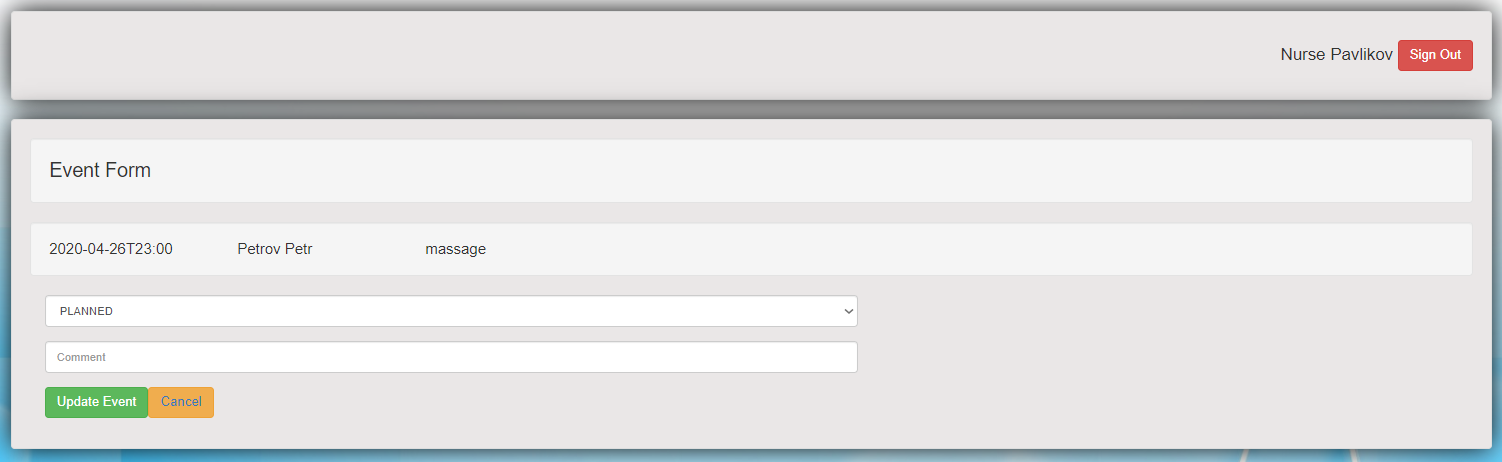 Nurse Pavlikov Sign Out
Event Form
2020-04-26T23:00 Petrov Petr massage
PLANNED
Comment
Update Event Cancel